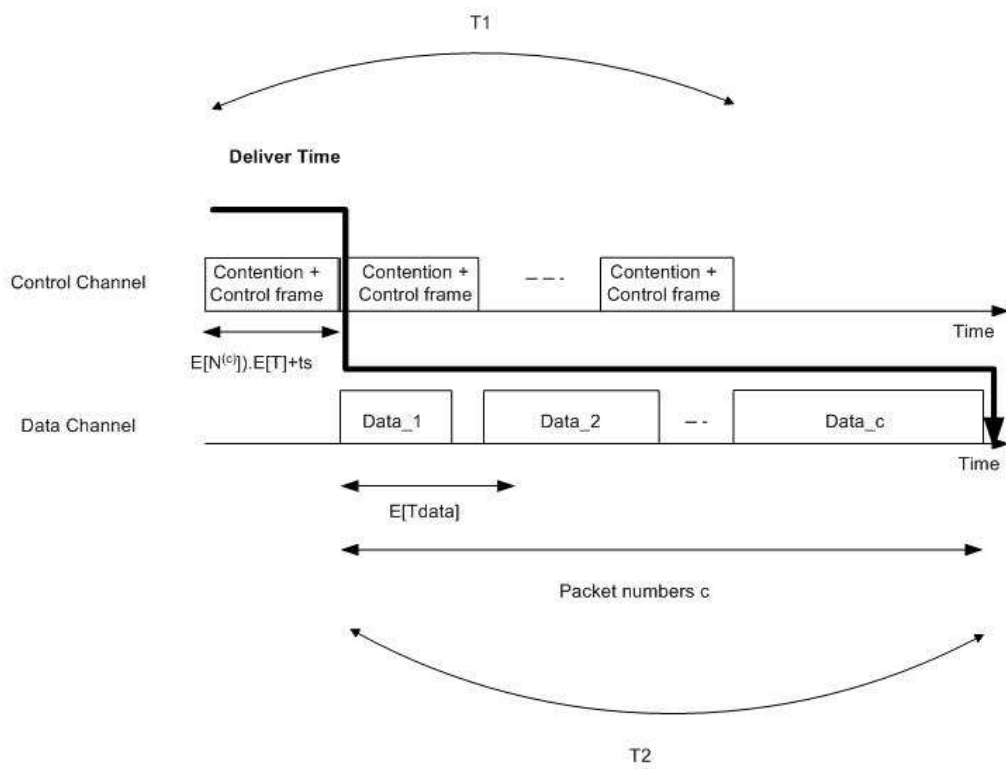 T1
Deliver Time
Control Channel
Contention +
Control frame
Contention +
Control frame
Contention +
Control frame
Time
E[N(c)]).E[T]+ts
Data Channel
Data_1
Data_2
Data_c
Time
E[Tdata]
Packet numbers c
T2